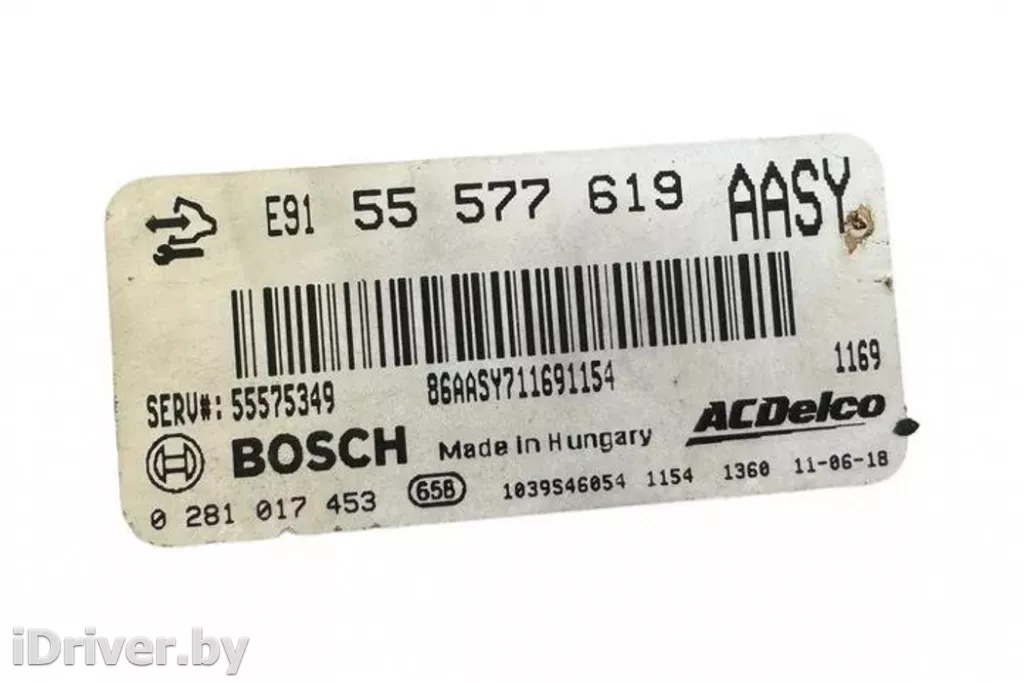 E91 55 577 619 AASY
SERV#: 55575349 86AASY711691154 1169
BOSCH Made in Hungary ACDelco
0 281 017 453 65B 1039S46054 1154 1360 11-06-18
iDriver.by